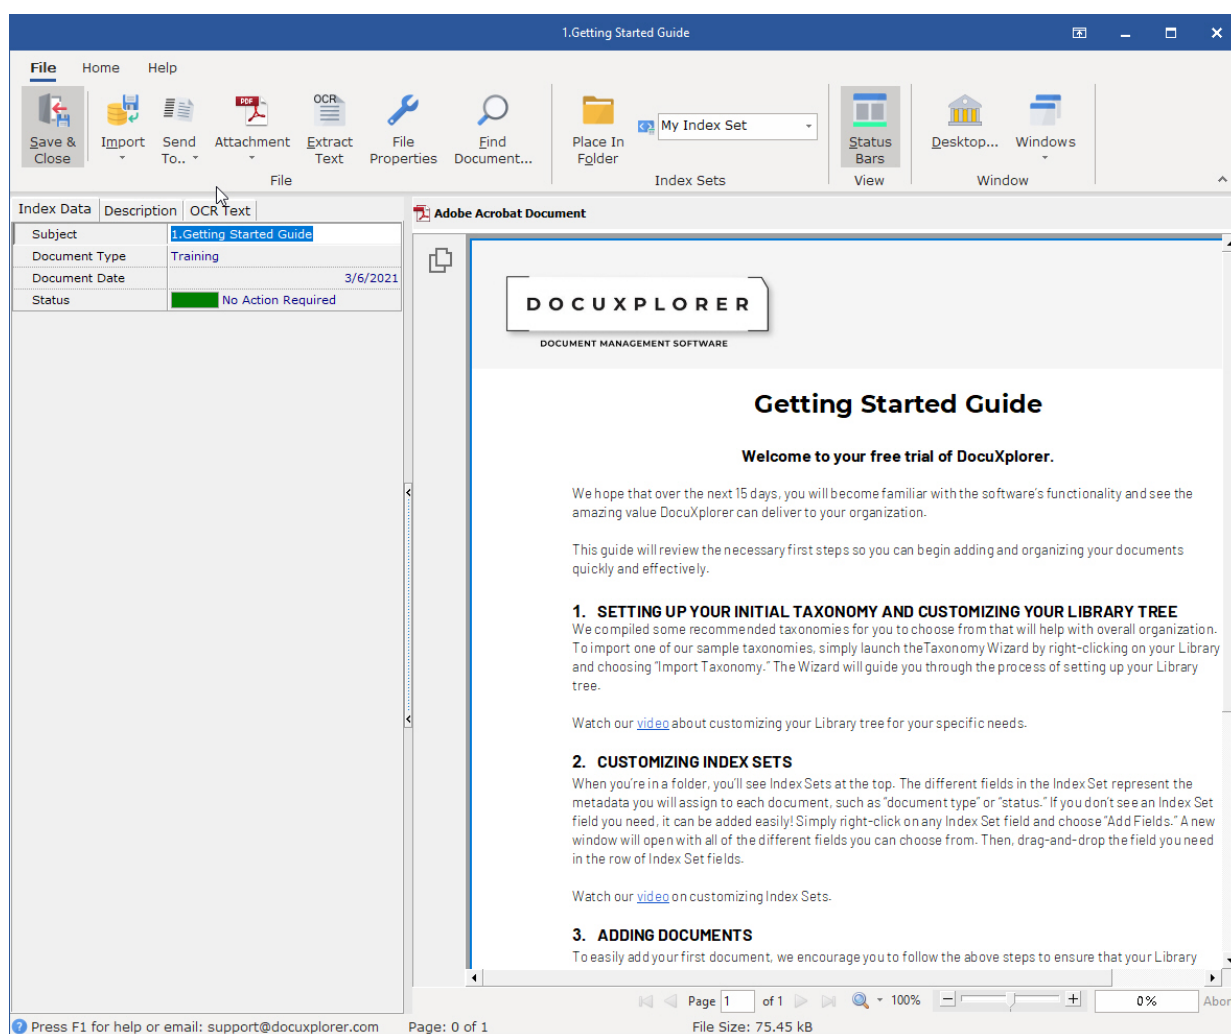 1.Getting Started Guide
File Home Help
Save & Close
Import
Send To..
PDF
Attachment
OCR
Extract Text
File Properties
Find Document...
Place In Folder
My Index Set
Status Bars
Desktop...
Windows
File
Index Sets
View
Window
Index Data Description OCR Text
Subject 1.Getting Started Guide
Document Type Training
Document Date 3/6/2021
Status No Action Required
Adobe Acrobat Document
DOCUXPLORER
DOCUMENT MANAGEMENT SOFTWARE
Getting Started Guide
Welcome to your free trial of DocuXplorer.
We hope that over the next 15 days, you will become familiar with the software's functionality and see the
amazing value DocuXplorer can deliver to your organization.
This guide will review the necessary first steps so you can begin adding and organizing your documents
quickly and effectively.
1. SETTING UP YOUR INITIAL TAXONOMY AND CUSTOMIZING YOUR LIBRARY TREE
We compiled some recommended taxonomies for you to choose from that will help with overall organization.
To import one of our sample taxonomies, simply launch theTaxonomy Wizard by right-clicking on your Library
and choosing "Import Taxonomy." The Wizard will guide you through the process of setting up your Library
tree.
Watch our video about customizing your Library tree for your specific needs.
2. CUSTOMIZING INDEX SETS
When you're in a folder, you'll see Index Sets at the top. The different fields in the Index Set represent the
metadata you will assign to each document, such as "document type" or "status." If you don't see an Index Set
field you need, it can be added easily! Simply right-click on any Index Set field and choose "Add Fields." A new
window will open with all of the different fields you can choose from. Then, drag-and-drop the field you need
in the row of Index Set fields.
Watch our video on customizing Index Sets.
3. ADDING DOCUMENTS
To easily add your first document, we encourage you to follow the above steps to ensure that your Library
Page 1 of 1 100% 0% Abor
Press F1 for help or email: support@docuxplorer.com Page: 0 of 1 File Size: 75.45 kB